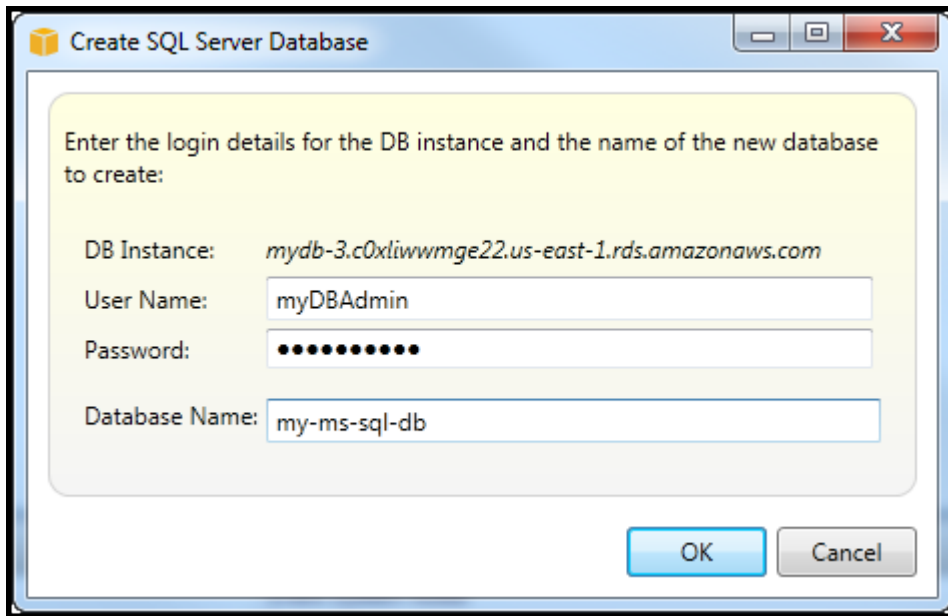 Create SQL Server Database
Enter the login details for the DB instance and the name of the new database
to create:
DB Instance: mydb-3.c0xliwwmge22.us-east-1.rds.amazonaws.com
User Name: myDBAdmin
Password: ●●●●●●●●●●
Database Name: my-ms-sql-db
OK Cancel